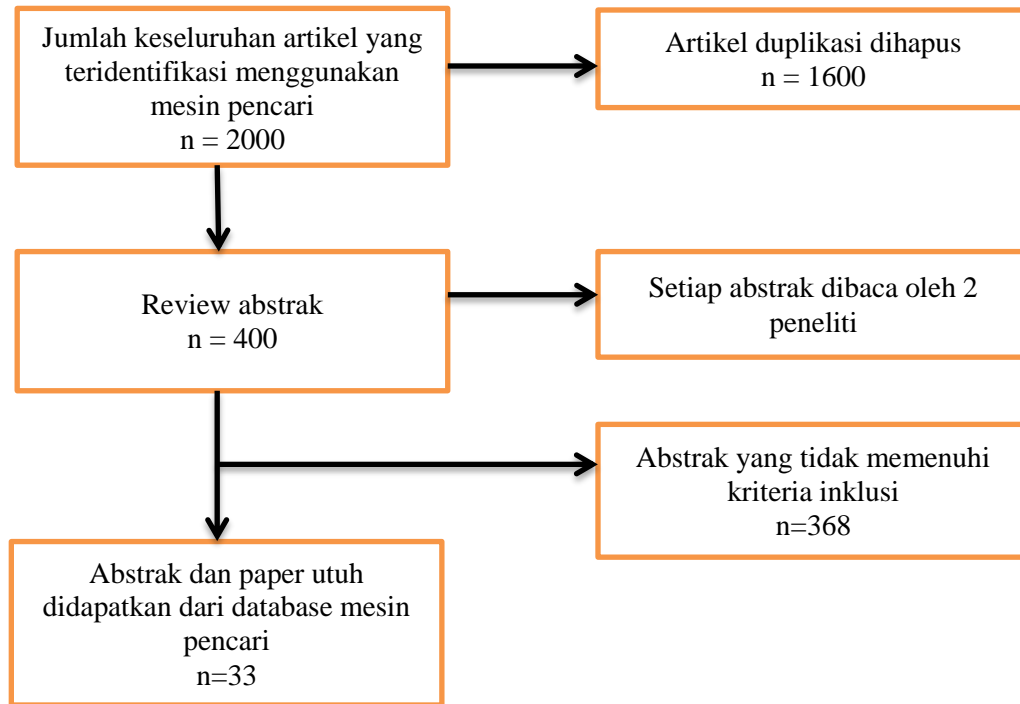 Jumlah keseluruhan artikel yang
teridentifikasi menggunakan
mesin pencari
n = 2000
Artikel duplikasi dihapus
n = 1600
Review abstrak
n = 400
Setiap abstrak dibaca oleh 2
peneliti
Abstrak yang tidak memenuhi
kriteria inklusi
n=368
Abstrak dan paper utuh
didapatkan dari database mesin
pencari
n=33